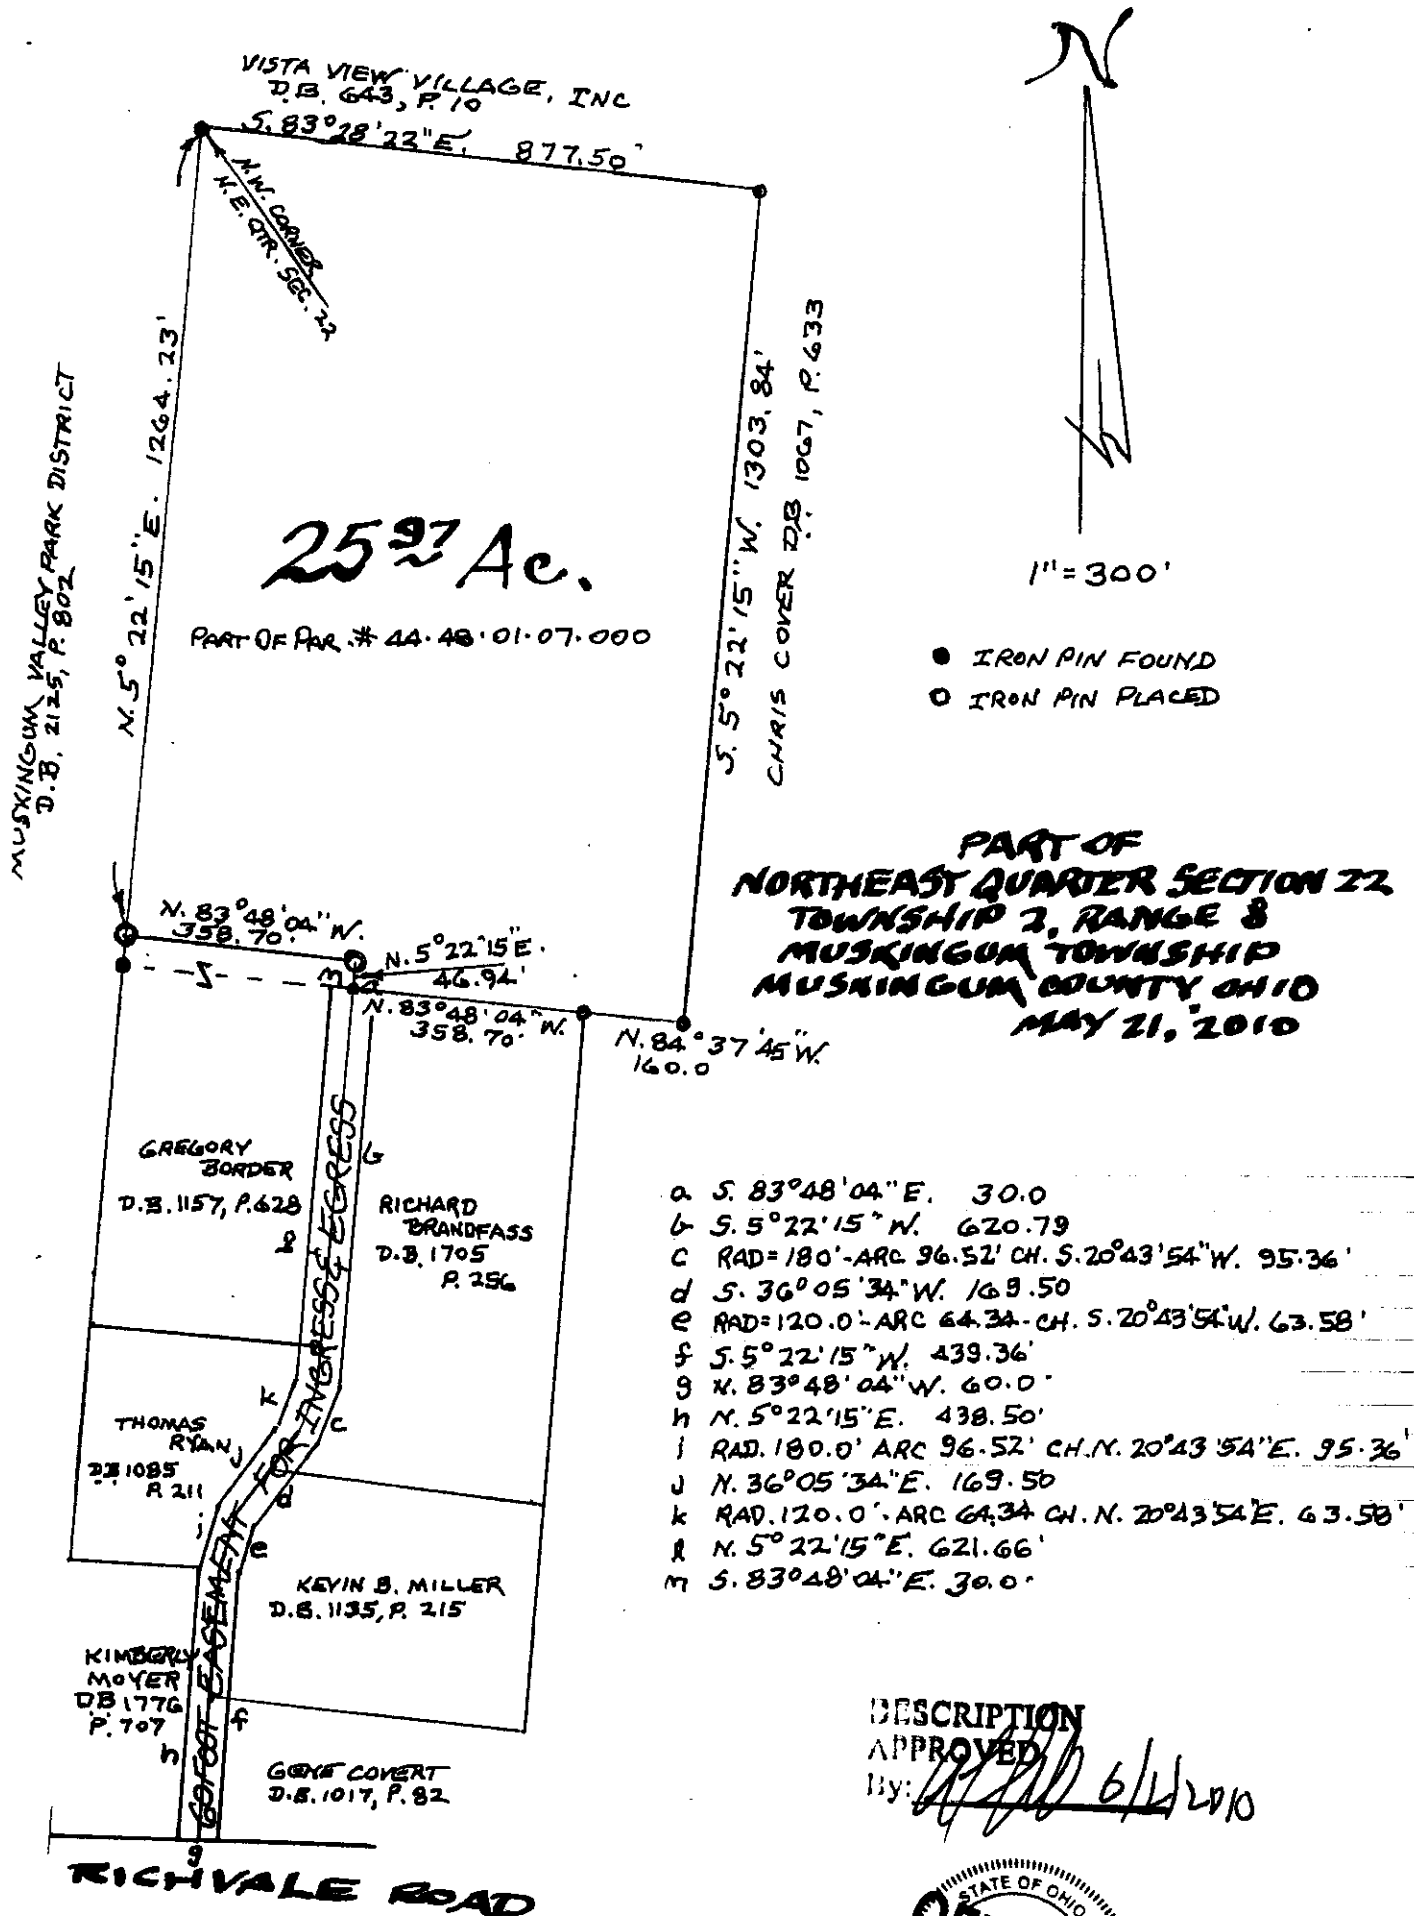 N
VISTA VIEW VILLAGE, INC
D.B. 643, P. 10
S. 83°28'22"E. 877.50'
N.W. CORNER
N.E. QTR. SEC. 22
MUSKINGUM VALLEY PARK DISTRICT
D.B. 2125, P. 802
N. 5° 22' 15" E. 1264.23'
S. 5° 22' 15" W. 1303.84'
CHRIS COVER D.B 1067, P. 633
25 97 Ac.
PART OF PAR. # 44.48.01.07.000
1" = 300'
IRON PIN FOUND
IRON PIN PLACED
PART OF
NORTHEAST QUARTER SECTION 22
TOWNSHIP 2, RANGE 8
MUSKINGUM TOWNSHIP
MUSKINGUM COUNTY OHIO
MAY 21, 2010
N. 83°48'04" W.
358.70'
N. 5°22'15"E.
46.94'
m
a
N. 83°48'04"W.
358.70'
N. 84°37'45"W.
160.0
GREGORY
BORDER
D.B. 1157, P. 628
b
l
RICHARD
BRANDFASS
D.B. 1705
P. 256
60 FOOT EASEMENT FOR INGRESS & EGRESS
k
c
THOMAS
RYAN
D.B 1085
P. 211
j
d
i
e
KEVIN B. MILLER
D.B. 1135, P. 215
KIMBERLY
MOYER
D.B 1776
P. 707
h
f
GENE COVERT
D.B. 1017, P. 82
g
RICHVALE ROAD
a S. 83°48'04"E. 30.0
b S. 5°22'15"W. 620.79
c RAD=180'-ARC 96.52' CH. S.20°43'54"W. 95.36'
d S. 36°05'34"W. 169.50
e RAD=120.0'-ARC 64.34-CH. S.20°43'54"W. 63.58'
f S. 5°22'15"W. 439.36'
g N. 83°48'04"W. 60.0'
h N. 5°22'15"E. 438.50'
i RAD. 180.0' ARC 96.52' CH. N. 20°43'54"E. 95.36'
j N. 36°05'34"E. 169.50
k RAD. 120.0'-ARC 64.34 CH. N. 20°43'54"E. 63.58'
l N. 5°22'15"E. 621.66'
m S. 83°48'04"E. 30.0'
DESCRIPTION
APPROVED
By:
2010
STATE OF OHIO